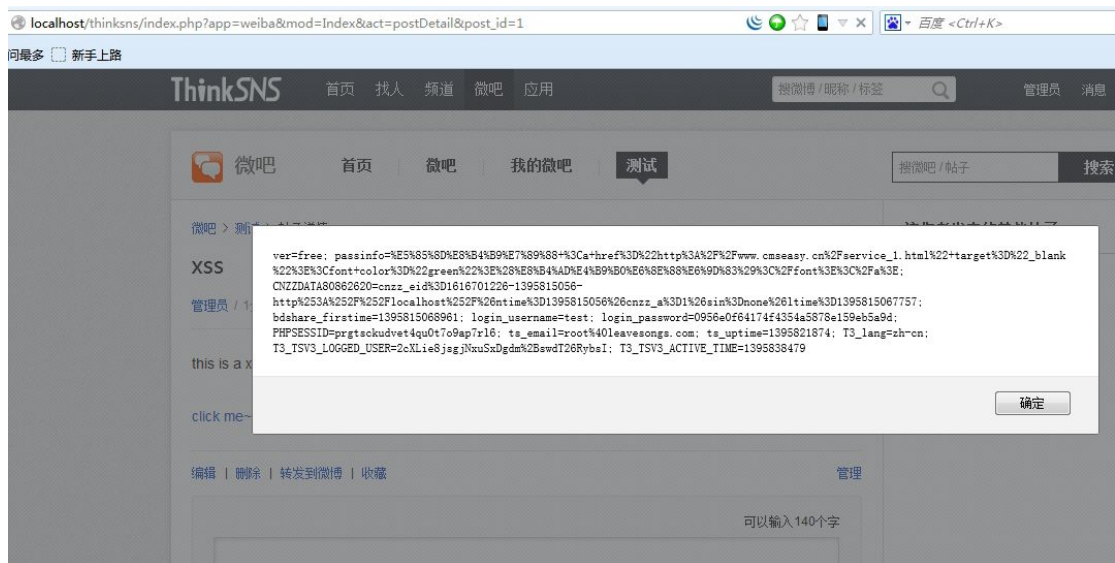 localhost/thinksns/index.php?app=weiba&mod=Index&act=postDetail&post_id=1
百度 <Ctrl+K>
问最多 新手上路
ThinkSNS 首页 找人 频道 微吧 应用 搜微博/昵称/标签 管理员 消息
微吧 首页 微吧 我的微吧 测试 搜微吧/帖子 搜索
微吧 >
XSS
管理员 /
this is a x
click me~
ver=free; passinfo=%E5%85%8D%E8%B4%B9%E7%89%88+%3Ca+href%3D%22http%3A%2F%2Fwww.cmseasy.cn%2Fservice_1.html%22+target%3D%22_blank
%22%3E%3Cfont+color%3D%22green%22%3E%28%E8%B4%AD%E4%B9%B0%E6%8E%88%E6%9D%83%29%3C%2Ffont%3E%3C%2Fa%3E;
CNZZDATA80862620=cnzz_eid%3D1616701226-1395815056-
http%253A%252F%252Flocalhost%252F%26ntime%3D1395815056%26cnzz_a%3D1%26sin%3Dnone%26ltime%3D1395815067757;
bdshare_firstime=1395815068961; login_username=test; login_password=0956e0f64174f4354a5878e159eb5a9d;
PHPSESSID=prgtsckudvet4qu0t7o9ap7rl6; ts_email=root%40leavesongs.com; ts_uptime=1395821874; T3_lang=zh-cn;
T3_TSV3_LOGGED_USER=2cXLie8jsgjNxuSxDgdm%2BswdT26RybsI; T3_TSV3_ACTIVE_TIME=1395838479
确定
编辑 | 删除 | 转发到微博 | 收藏 管理
可以输入140个字